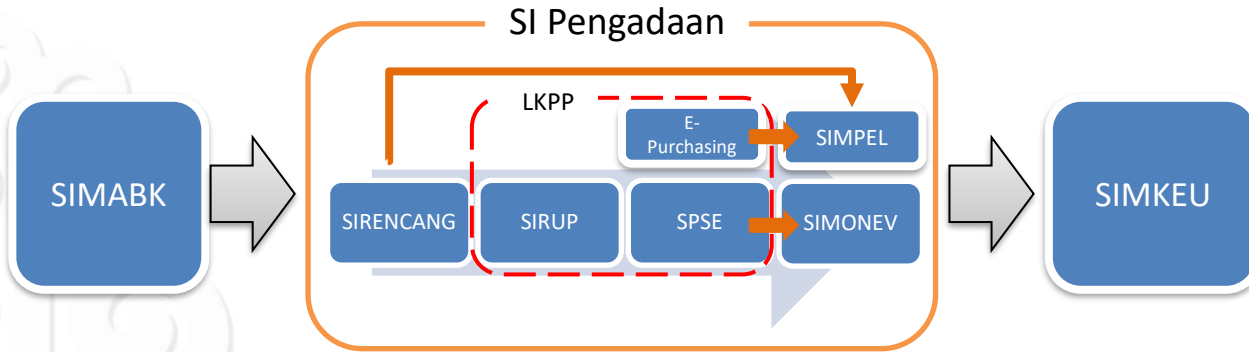 SI Pengadaan
LKPP
E-
Purchasing
SIMPEL
SIMABK
SIRENCANG
SIRUP
SPSE
SIMONEV
SIMKEU